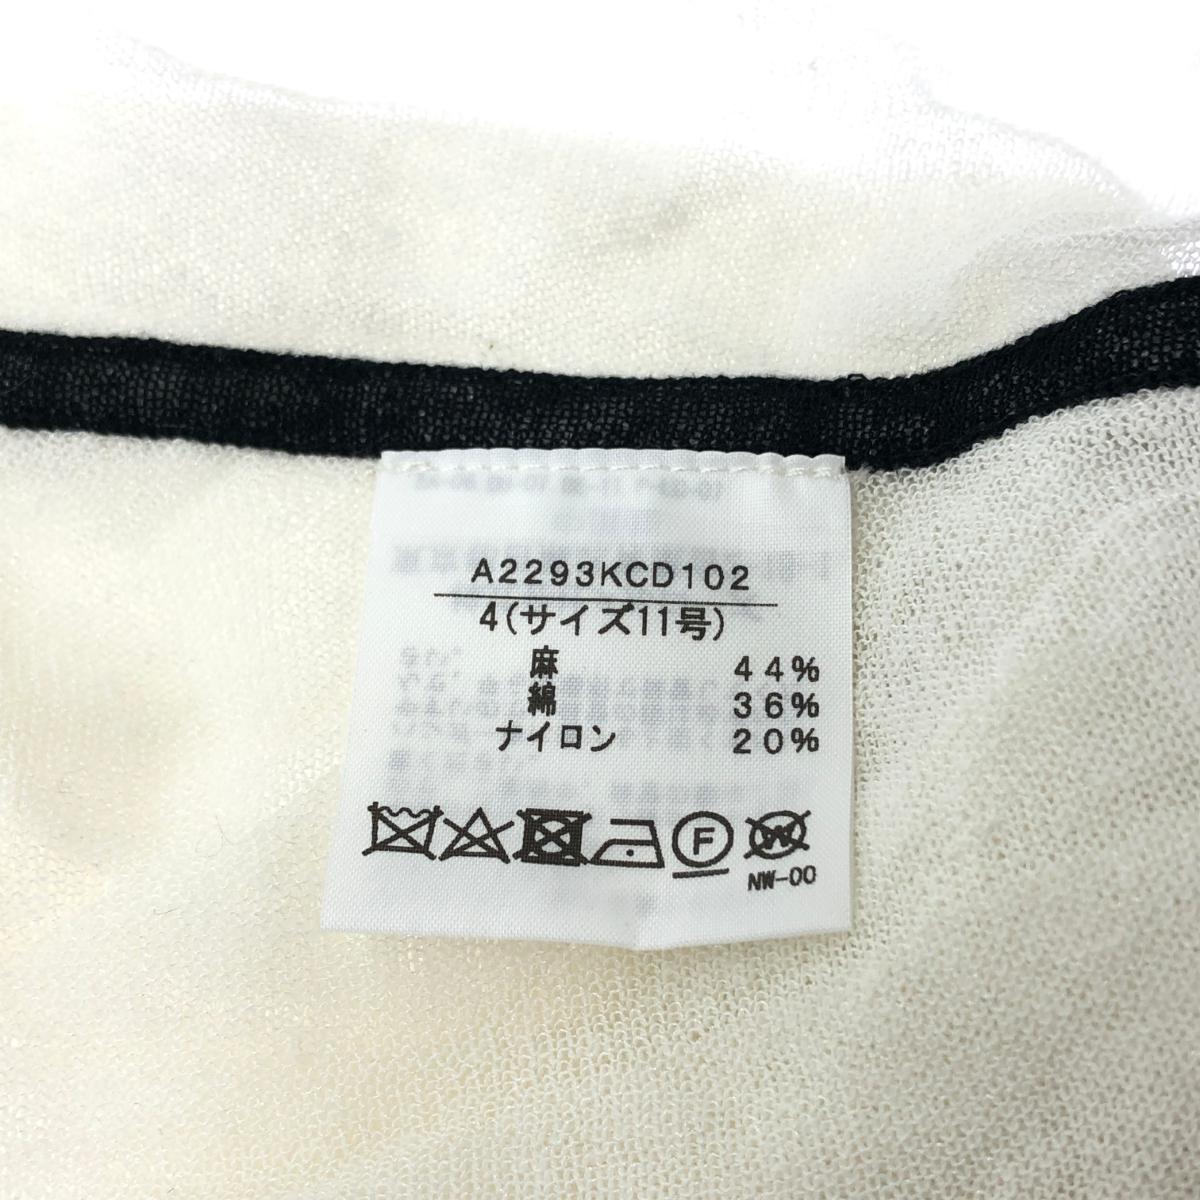 A2293KCD102
4(サイズ11号)
麻 44%
綿 36%
ナイロン 20%
F W
NW-00